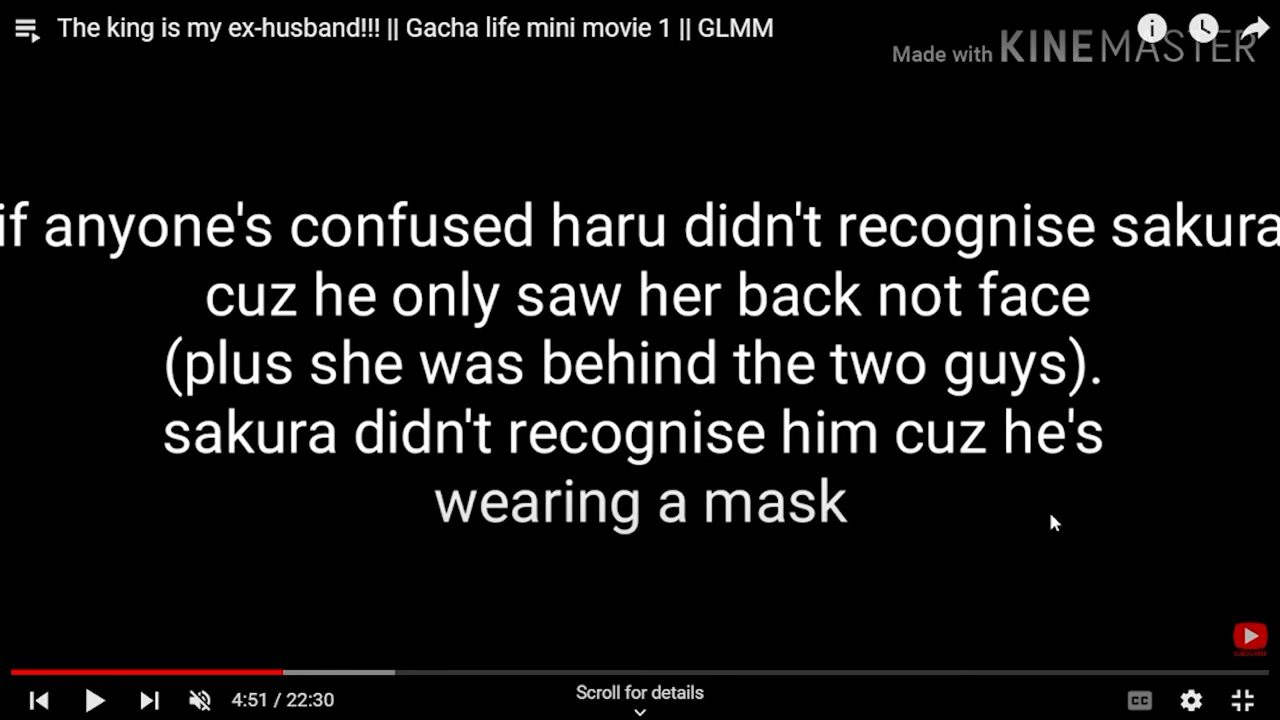 The king is my ex-husband!!! || Gacha life mini movie 1 || GLMM
Made with KINEMASTER
if anyone's confused haru didn't recognise sakura
cuz he only saw her back not face
(plus she was behind the two guys).
sakura didn't recognise him cuz he's
wearing a mask
4:51 / 22:30
Scroll for details
CC